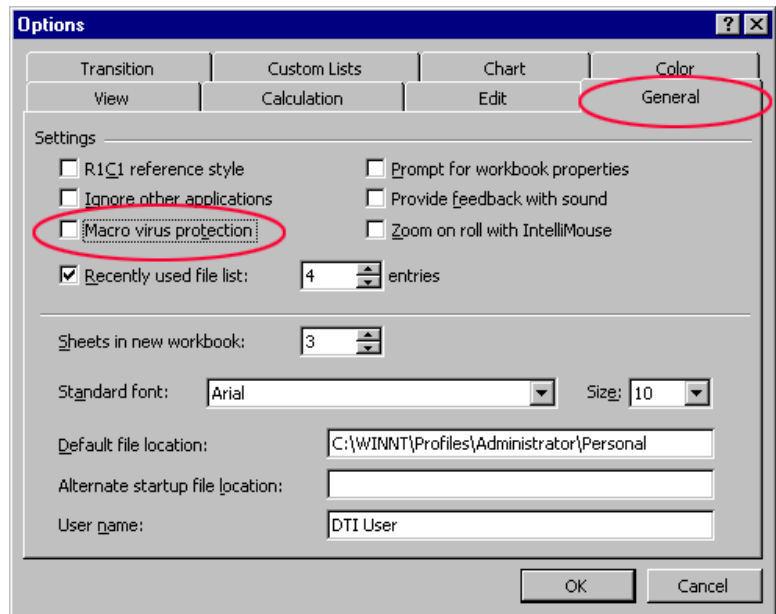 Options
Transition Custom Lists Chart Color
View Calculation Edit General
Settings
R1C1 reference style Prompt for workbook properties
Ignore other applications Provide feedback with sound
Macro virus protection Zoom on roll with IntelliMouse
Recently used file list: 4 entries
Sheets in new workbook: 3
Standard font: Arial Size: 10
Default file location: C:\WINNT\Profiles\Administrator\Personal
Alternate startup file location:
User name: DTI User
OK Cancel